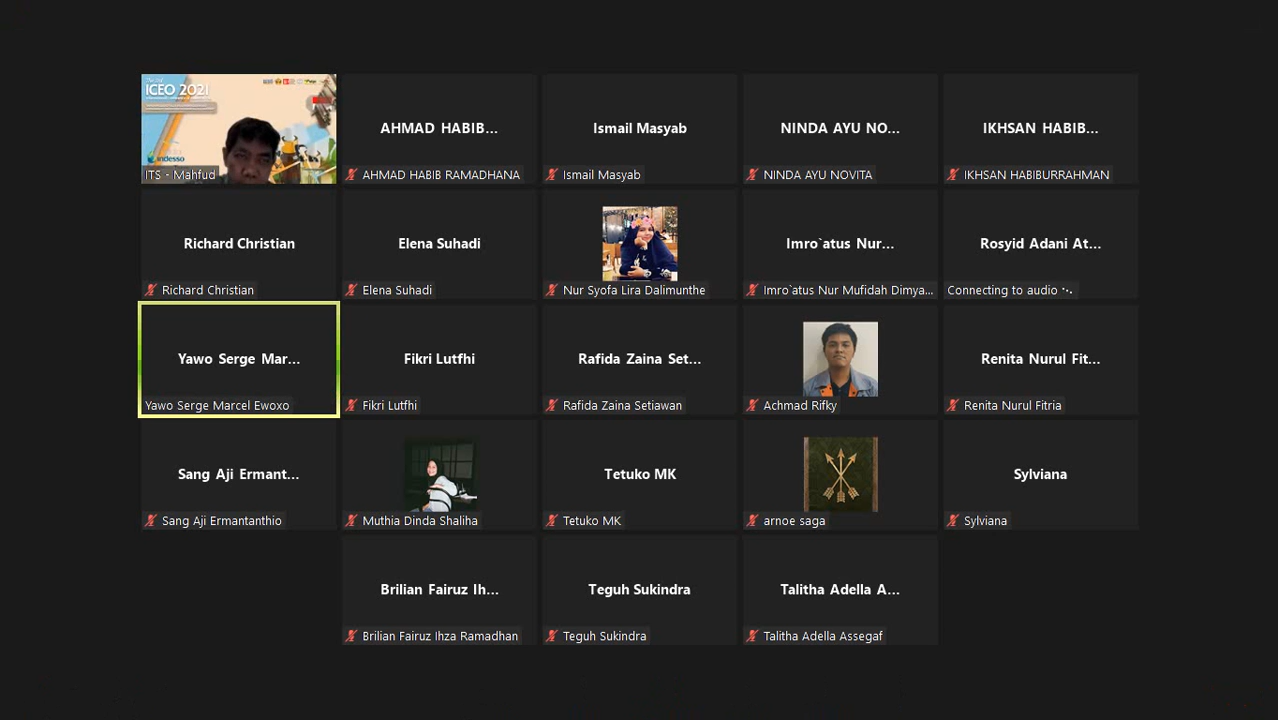 The 3rd
ICEO 2021
indesso
ITS - Mahfud
AHMAD HABIB...
AHMAD HABIB RAMADHANA
Ismail Masyab
Ismail Masyab
NINDA AYU NO...
NINDA AYU NOVITA
IKHSAN HABIB...
IKHSAN HABIBURRAHMAN
Richard Christian
Richard Christian
Elena Suhadi
Elena Suhadi
Nur Syofa Lira Dalimunthe
Imro`atus Nur...
Imro`atus Nur Mufidah Dimya...
Rosyid Adani At...
Connecting to audio
Yawo Serge Mar...
Yawo Serge Marcel Ewoxo
Fikri Lutfhi
Fikri Lutfhi
Rafida Zaina Set...
Rafida Zaina Setiawan
Achmad Rifky
Renita Nurul Fit...
Renita Nurul Fitria
Sang Aji Ermant...
Sang Aji Ermantanthio
Muthia Dinda Shaliha
Tetuko MK
Tetuko MK
arnoe saga
Sylviana
Sylviana
Brilian Fairuz Ih...
Brilian Fairuz Ihza Ramadhan
Teguh Sukindra
Teguh Sukindra
Talitha Adella A...
Talitha Adella Assegaf